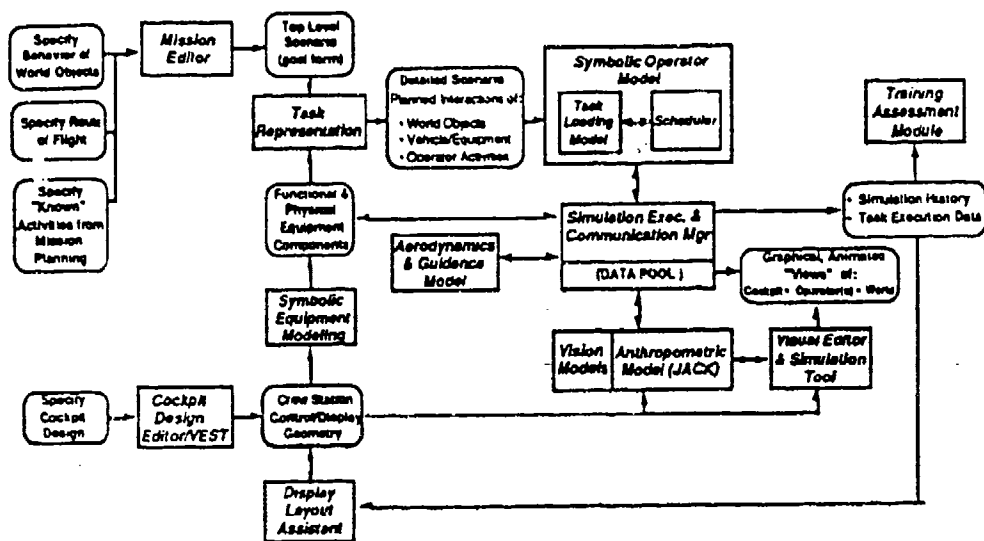 Specify
Behavior of
World Objects
Mission
Editor
Top Level
Scenario
(goal form)
Specify Route
of Flight
Specify
"Known"
Activities from
Mission
Planning
Task
Representation
Detailed Scenario
Planned Interactions of:
• World Objects
• Vehicle/Equipment
• Operator Activities
Symbolic Operator
Model
Task
Loading
Model
Scheduler
Training
Assessment
Module
Functional &
Physical
Equipment
Components
Simulation Exec. &
Communication Mgr
(DATA POOL)
• Simulation History
- Task Execution Data
Aerodynamics
& Guidance
Model
Graphical, Animated
"Views" of:
Cockpit • Operator(s) • World
Symbolic
Equipment
Modeling
Vision
Models
Anthropometric
Model (JACK)
Visual Editor
& Simulation
Tool
Specify
Cockpit
Design
Cockpit
Design
Editor/VEST
Crew Station
Control/Display
Geometry
Display
Layout
Assistant